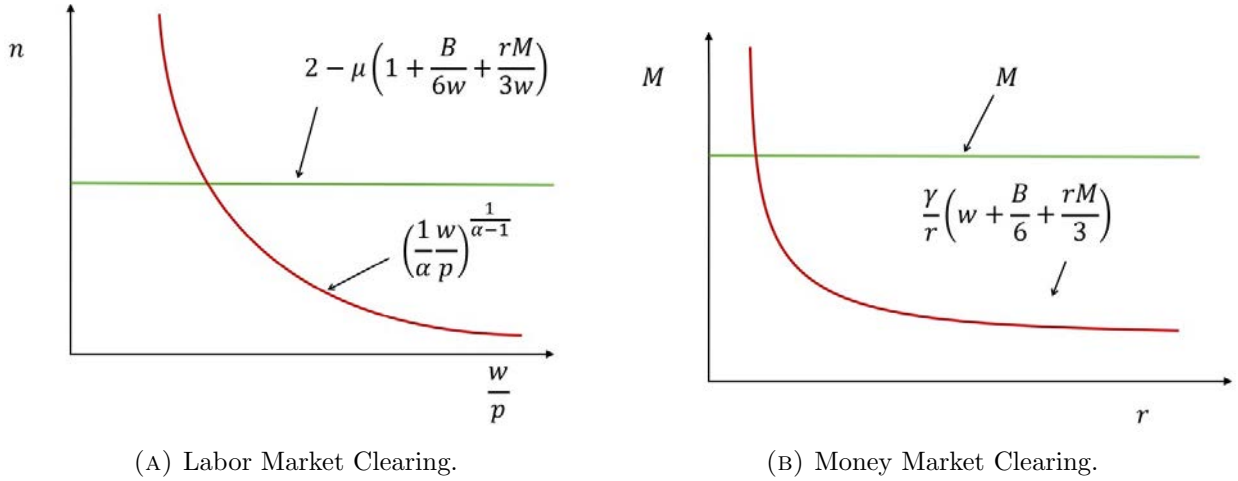 n
2 − μ(1 + B/6w + rM/3w)
(1/α w/p)^(1/(α−1))
w/p
(A) Labor Market Clearing.
M
M
γ/r(w + B/6 + rM/3)
r
(B) Money Market Clearing.